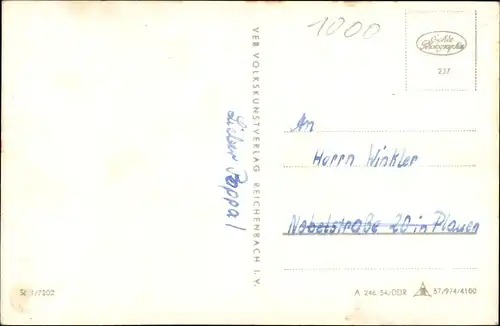 1000
Echte
Photographie
237
VEB VOLKSKUNSTVERLAG REICHENBACH I. V.
Lieber Pappa!
An
Herrn Winkler
Nobelstraße 20 in Plauen
A 246/54/DDR 57/974/4100